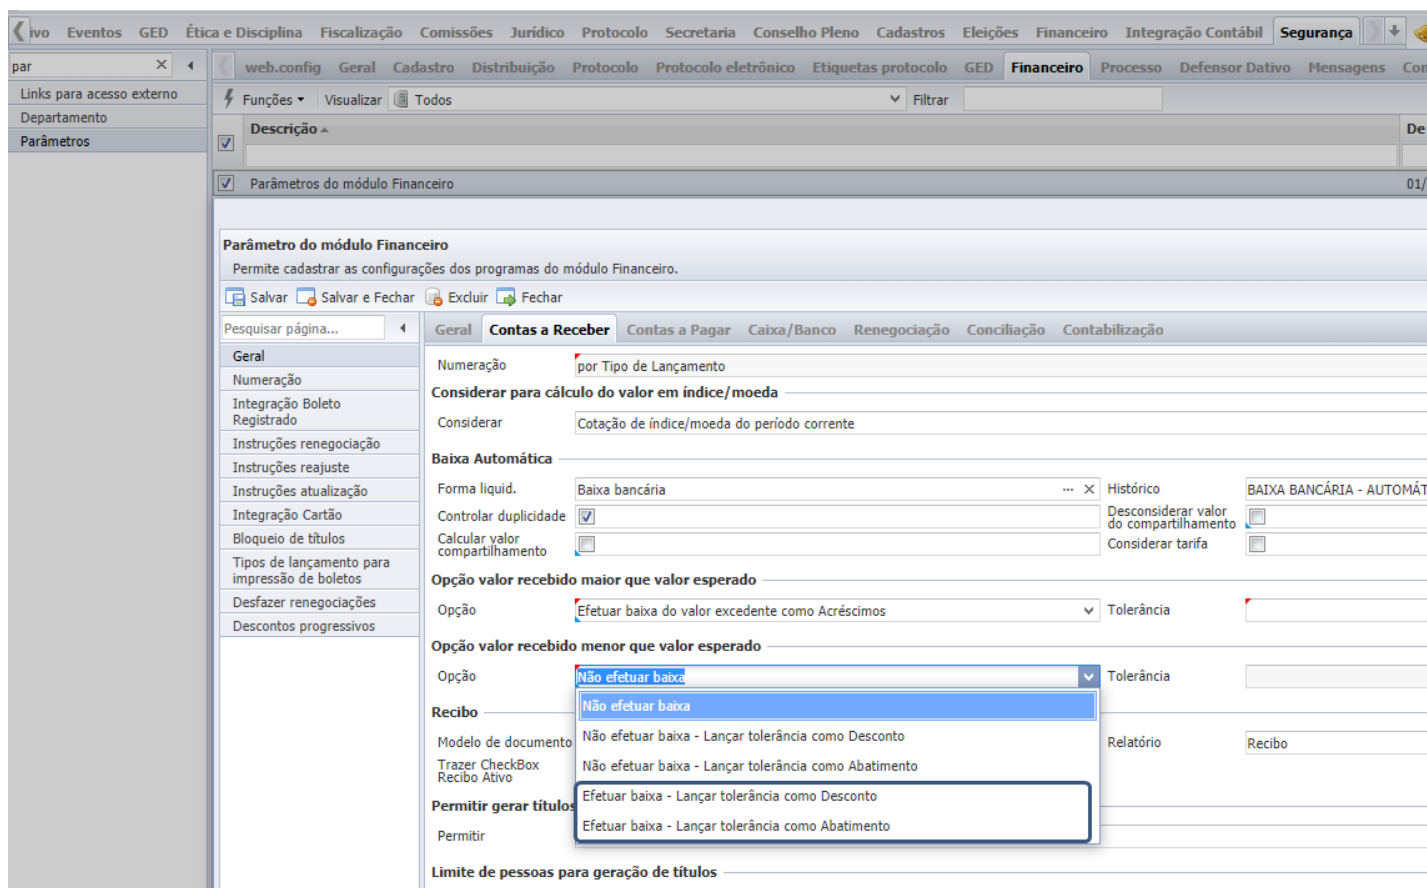 ivo Eventos GED Ética e Disciplina Fiscalização Comissões Jurídico Protocolo Secretaria Conselho Pleno Cadastros Eleições Financeiro Integração Contábil Segurança
par
web.config Geral Cadastro Distribuição Protocolo Protocolo eletrônico Etiquetas protocolo GED Financeiro Processo Defensor Dativo Mensagens Con
Links para acesso externo
Departamento
Parâmetros
Funções Visualizar Todos Filtrar
Descrição De
Parâmetros do módulo Financeiro 01/
Parâmetro do módulo Financeiro
Permite cadastrar as configurações dos programas do módulo Financeiro.
Salvar Salvar e Fechar Excluir Fechar
Pesquisar página...
Geral
Numeração
Integração Boleto
Registrado
Instruções renegociação
Instruções reajuste
Instruções atualização
Integração Cartão
Bloqueio de títulos
Tipos de lançamento para
impressão de boletos
Desfazer renegociações
Descontos progressivos
Geral Contas a Receber Contas a Pagar Caixa/Banco Renegociação Conciliação Contabilização
Numeração por Tipo de Lançamento
Considerar para cálculo do valor em índice/moeda
Considerar Cotação de índice/moeda do período corrente
Baixa Automática
Forma liquid. Baixa bancária ... Histórico BAIXA BANCÁRIA - AUTOMÁT
Controlar duplicidade Desconsiderar valor
do compartilhamento
Calcular valor
compartilhamento Considerar tarifa
Opção valor recebido maior que valor esperado
Opção Efetuar baixa do valor excedente como Acréscimos Tolerância
Opção valor recebido menor que valor esperado
Opção Não efetuar baixa Tolerância
Não efetuar baixa
Não efetuar baixa - Lançar tolerância como Desconto
Não efetuar baixa - Lançar tolerância como Abatimento
Efetuar baixa - Lançar tolerância como Desconto
Efetuar baixa - Lançar tolerância como Abatimento
Recibo
Modelo de documento Relatório Recibo
Trazer CheckBox
Recibo Ativo
Permitir gerar títulos
Permitir
Limite de pessoas para geração de títulos